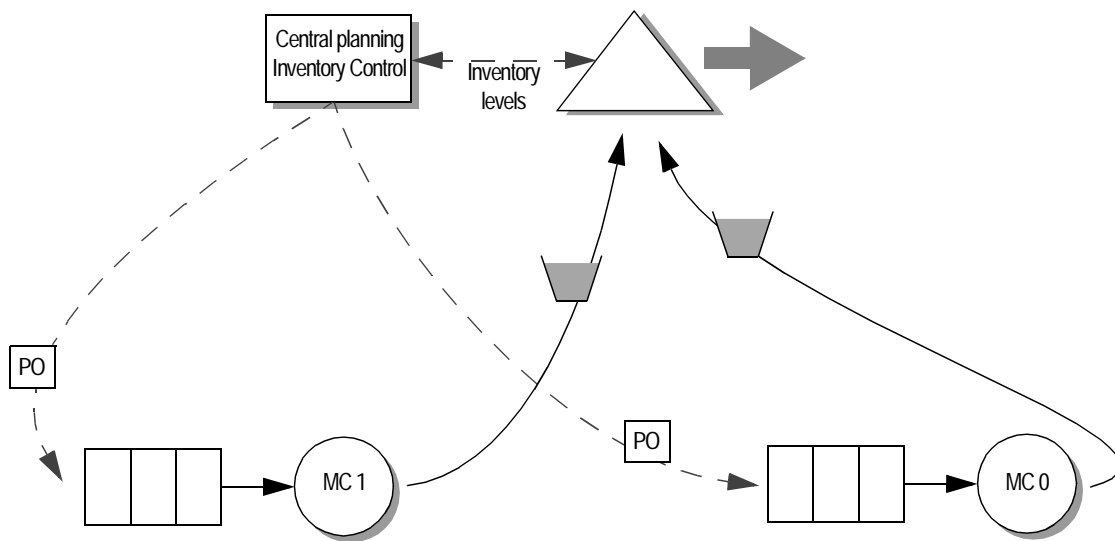 Central planning
Inventory Control
Inventory
levels
PO
PO
MC 1
MC 0